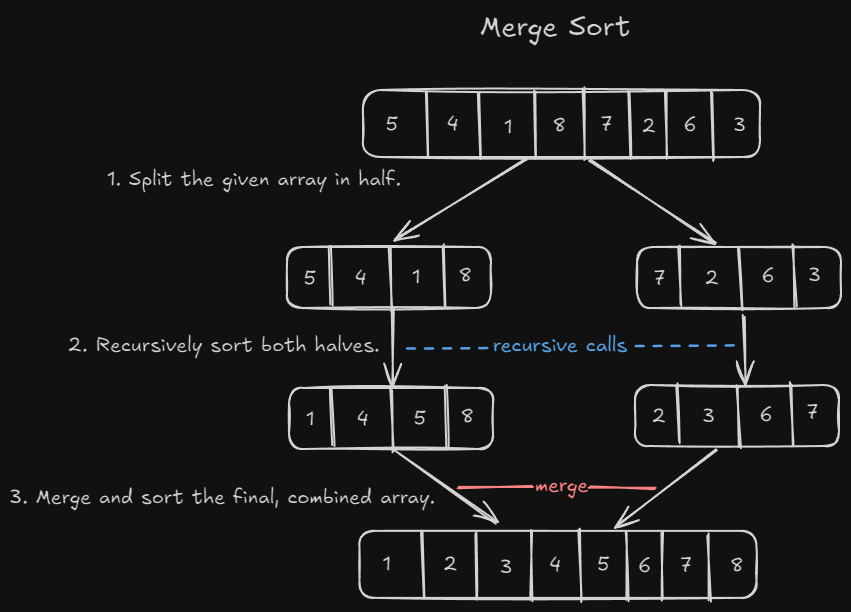 Merge Sort
5 4 1 8 7 2 6 3
1. Split the given array in half.
5 4 1 8
7 2 6 3
2. Recursively sort both halves.
recursive calls
1 4 5 8
2 3 6 7
3. Merge and sort the final, combined array.
merge
1 2 3 4 5 6 7 8